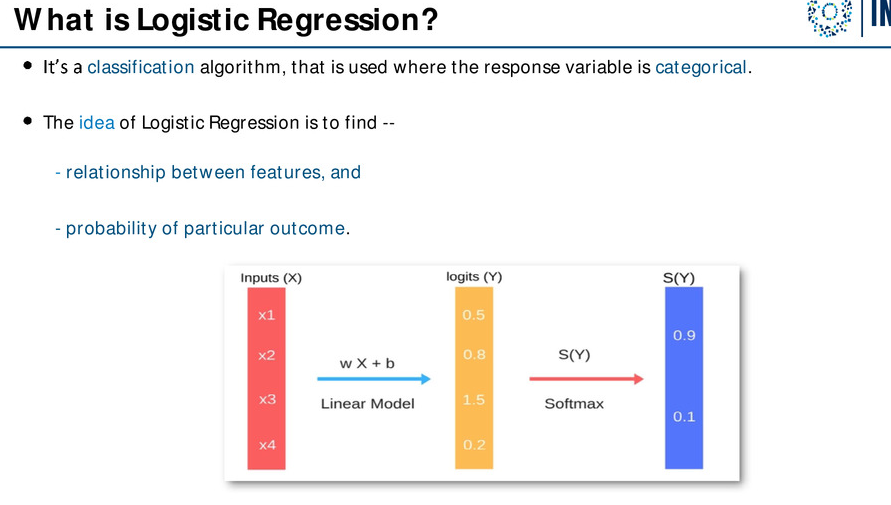 What is Logistic Regression?
IN
• It's a classification algorithm, that is used where the response variable is categorical.
• The idea of Logistic Regression is to find --
- relationship between features, and
- probability of particular outcome.
Inputs (X) logits (Y) S(Y)
x1 0.5
0.9
x2 0.8
w X + b S(Y)
x3 1.5
Linear Model Softmax
0.1
x4 0.2